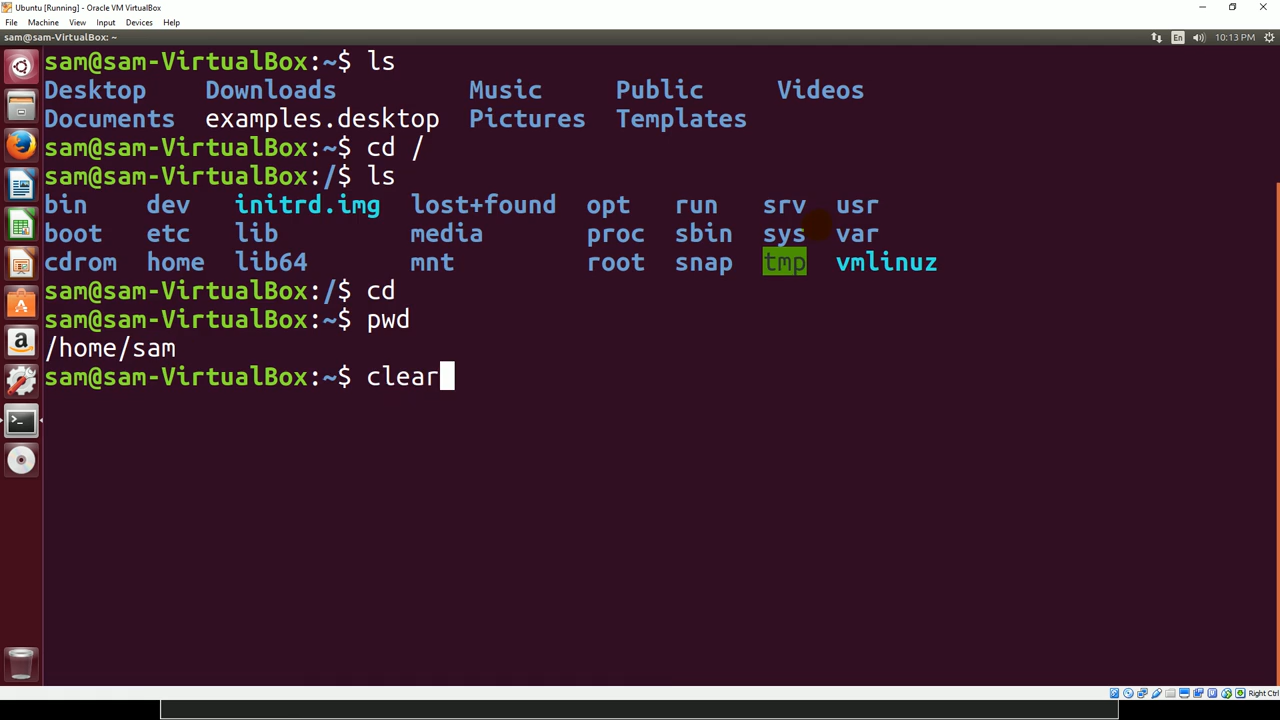 Ubuntu [Running] - Oracle VM VirtualBox
File Machine View Input Devices Help
sam@sam-VirtualBox: ~ En 10:13 PM
sam@sam-VirtualBox:~$ ls
Desktop Downloads Music Public Videos
Documents examples.desktop Pictures Templates
sam@sam-VirtualBox:~$ cd /
sam@sam-VirtualBox:/$ ls
bin dev initrd.img lost+found opt run srv usr
boot etc lib media proc sbin sys var
cdrom home lib64 mnt root snap tmp vmlinuz
sam@sam-VirtualBox:/$ cd
sam@sam-VirtualBox:~$ pwd
/home/sam
sam@sam-VirtualBox:~$ clear
Right Ctrl